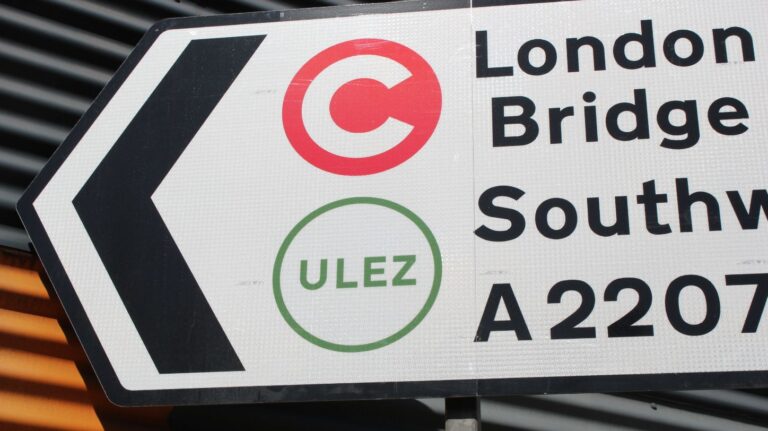 C
ULEZ
London
Bridge
Southw
A2207